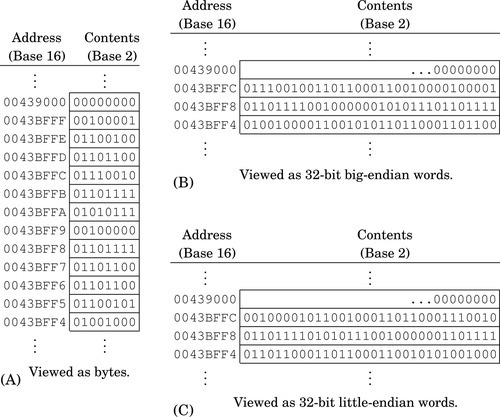 Address
(Base 16)
Contents
(Base 2)
⋮ ⋮
00439000 00000000
0043BFFF 00100001
0043BFFE 01100100
0043BFFD 01101100
0043BFFC 01110010
0043BFFB 01101111
0043BFFA 01010111
0043BFF9 00100000
0043BFF8 01101111
0043BFF7 01101100
0043BFF6 01101100
0043BFF5 01100101
0043BFF4 01001000
⋮ ⋮
(A) Viewed as bytes.
Address
(Base 16)
Contents
(Base 2)
⋮ ⋮
00439000 ...00000000
0043BFFC 01110010011011000110010000100001
0043BFF8 01101111001000000101011101101111
0043BFF4 01001000011001010110110001101100
⋮ ⋮
(B) Viewed as 32-bit big-endian words.
Address
(Base 16)
Contents
(Base 2)
⋮ ⋮
00439000 ...00000000
0043BFFC 00100001011001000110110001110010
0043BFF8 01101111010101110010000001101111
0043BFF4 01101100011011000110010101001000
⋮ ⋮
(C) Viewed as 32-bit little-endian words.